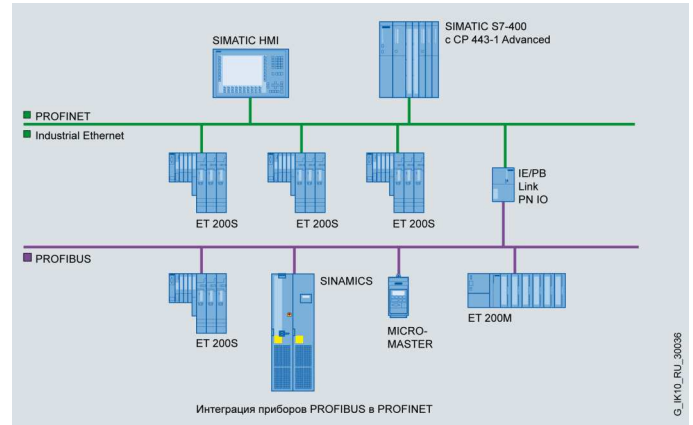 SIMATIC HMI
SIMATIC S7-400
с CP 443-1 Advanced
PROFINET
Industrial Ethernet
ET 200S
ET 200S
ET 200S
IE/PB
Link
PN IO
PROFIBUS
ET 200S
SINAMICS
MICRO-
MASTER
ET 200M
Интеграция приборов PROFIBUS в PROFINET
G_IK10_RU_30036